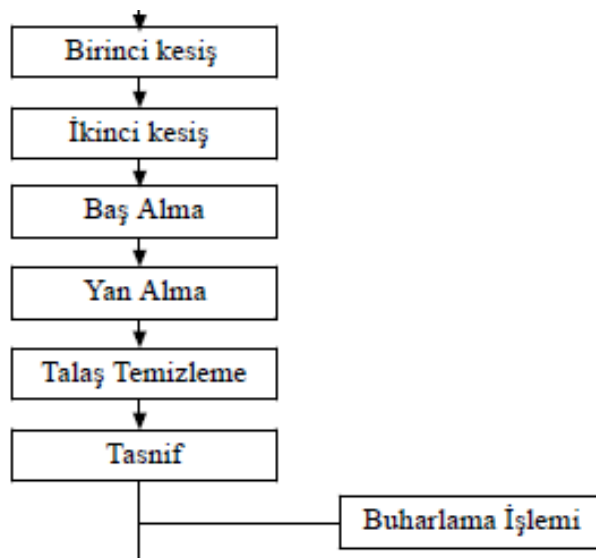 Birinci kesiş
İkinci kesiş
Baş Alma
Yan Alma
Talaş Temizleme
Tasnif
Buharlama İşlemi